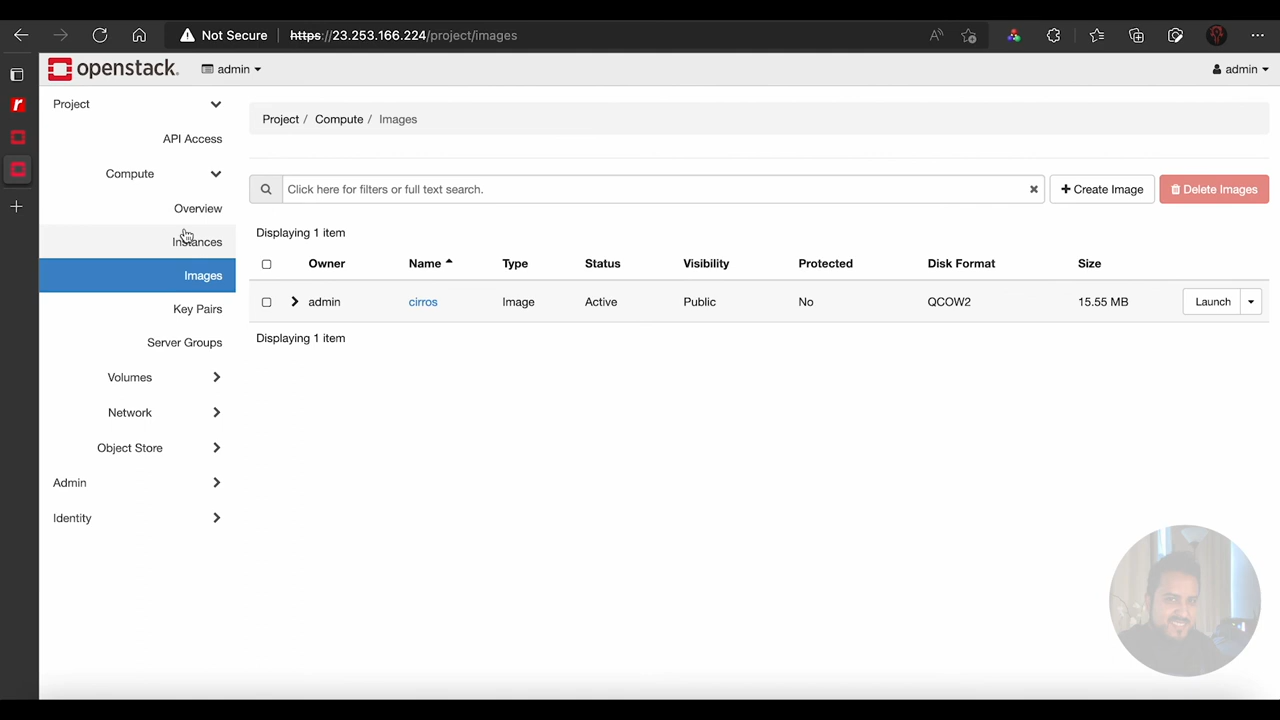 Not Secure https://23.253.166.224/project/images
openstack. admin admin
Project
API Access
Compute
Overview
Instances
Images
Key Pairs
Server Groups
Volumes
Network
Object Store
Admin
Identity
Project / Compute / Images
Click here for filters or full text search. Create Image Delete Images
Displaying 1 item
Owner Name Type Status Visibility Protected Disk Format Size
admin cirros Image Active Public No QCOW2 15.55 MB Launch
Displaying 1 item